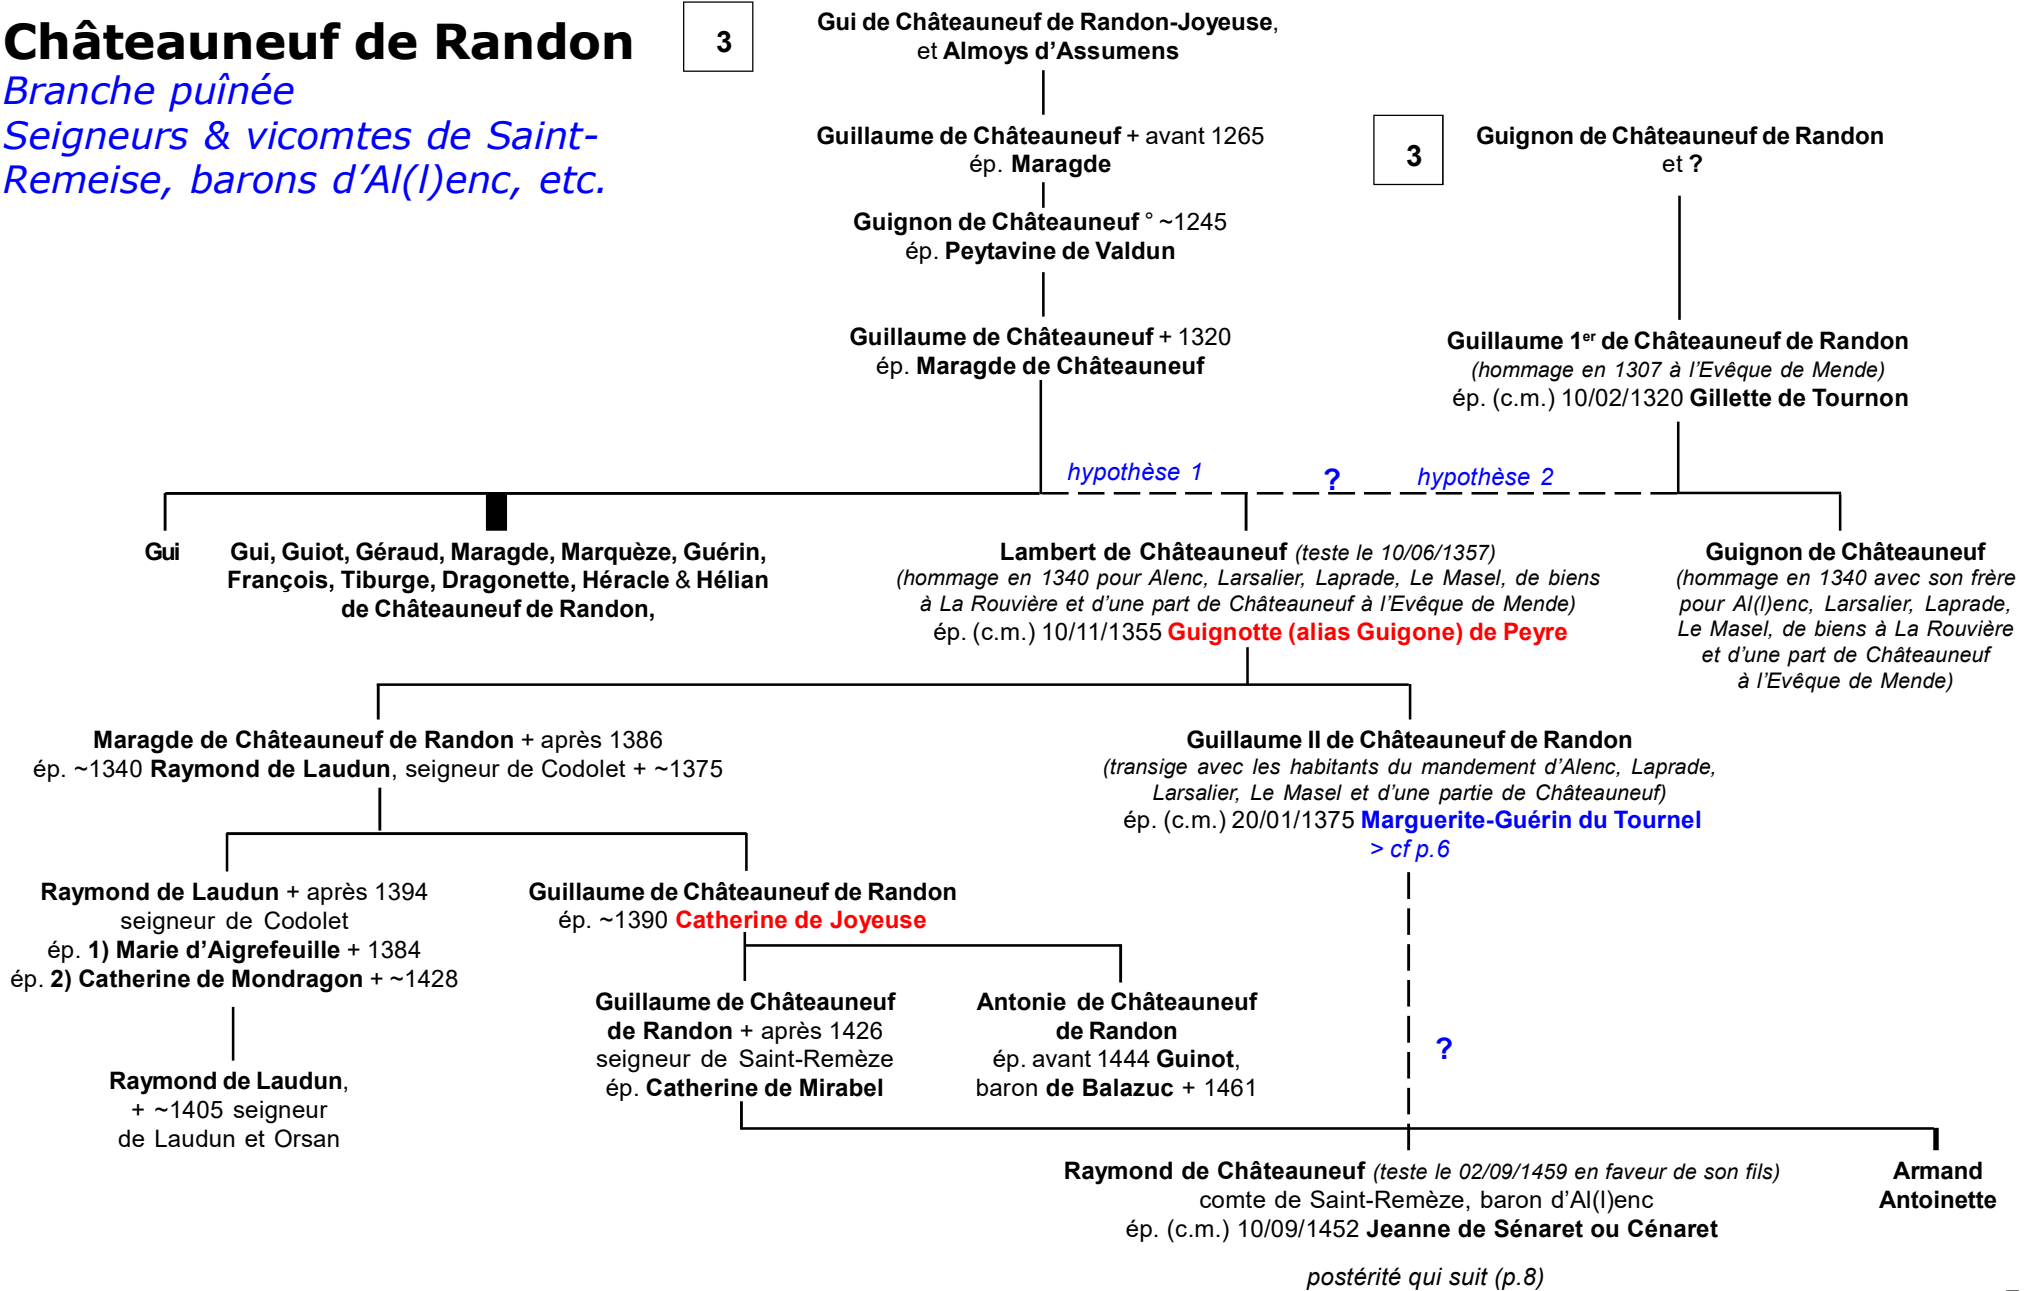 Châteauneuf de Randon
Branche puînée
Seigneurs & vicomtes de Saint-
Remeise, barons d’Al(l)enc, etc.
3
Gui de Châteauneuf de Randon-Joyeuse,
et Almoys d’Assumens
Guillaume de Châteauneuf + avant 1265
ép. Maragde
Guignon de Châteauneuf ° ~1245
ép. Peytavine de Valdun
Guillaume de Châteauneuf + 1320
ép. Maragde de Châteauneuf
3
Guignon de Châteauneuf de Randon
et ?
Guillaume 1er de Châteauneuf de Randon
(hommage en 1307 à l’Evêque de Mende)
ép. (c.m.) 10/02/1320 Gillette de Tournon
hypothèse 1
?
hypothèse 2
Gui
Gui, Guiot, Géraud, Maragde, Marquèze, Guérin,
François, Tiburge, Dragonette, Héracle & Hélian
de Châteauneuf de Randon,
Lambert de Châteauneuf (teste le 10/06/1357)
(hommage en 1340 pour Alenc, Larsalier, Laprade, Le Masel, de biens
à La Rouvière et d’une part de Châteauneuf à l’Evêque de Mende)
ép. (c.m.) 10/11/1355 Guignotte (alias Guigone) de Peyre
Guignon de Châteauneuf
(hommage en 1340 avec son frère
pour Al(l)enc, Larsalier, Laprade,
Le Masel, de biens à La Rouvière
et d’une part de Châteauneuf
à l’Evêque de Mende)
Maragde de Châteauneuf de Randon + après 1386
ép. ~1340 Raymond de Laudun, seigneur de Codolet + ~1375
Guillaume II de Châteauneuf de Randon
(transige avec les habitants du mandement d’Alenc, Laprade,
Larsalier, Le Masel et d’une partie de Châteauneuf)
ép. (c.m.) 20/01/1375 Marguerite-Guérin du Tournel
> cf p.6
Raymond de Laudun + après 1394
seigneur de Codolet
ép. 1) Marie d’Aigrefeuille + 1384
ép. 2) Catherine de Mondragon + ~1428
Guillaume de Châteauneuf de Randon
ép. ~1390 Catherine de Joyeuse
Guillaume de Châteauneuf
de Randon + après 1426
seigneur de Saint-Remèze
ép. Catherine de Mirabel
Antonie de Châteauneuf
de Randon
ép. avant 1444 Guinot,
baron de Balazuc + 1461
?
Raymond de Laudun,
+ ~1405 seigneur
de Laudun et Orsan
Raymond de Châteauneuf (teste le 02/09/1459 en faveur de son fils)
comte de Saint-Remèze, baron d’Al(l)enc
ép. (c.m.) 10/09/1452 Jeanne de Sénaret ou Cénaret
Armand
Antoinette
postérité qui suit (p.8)